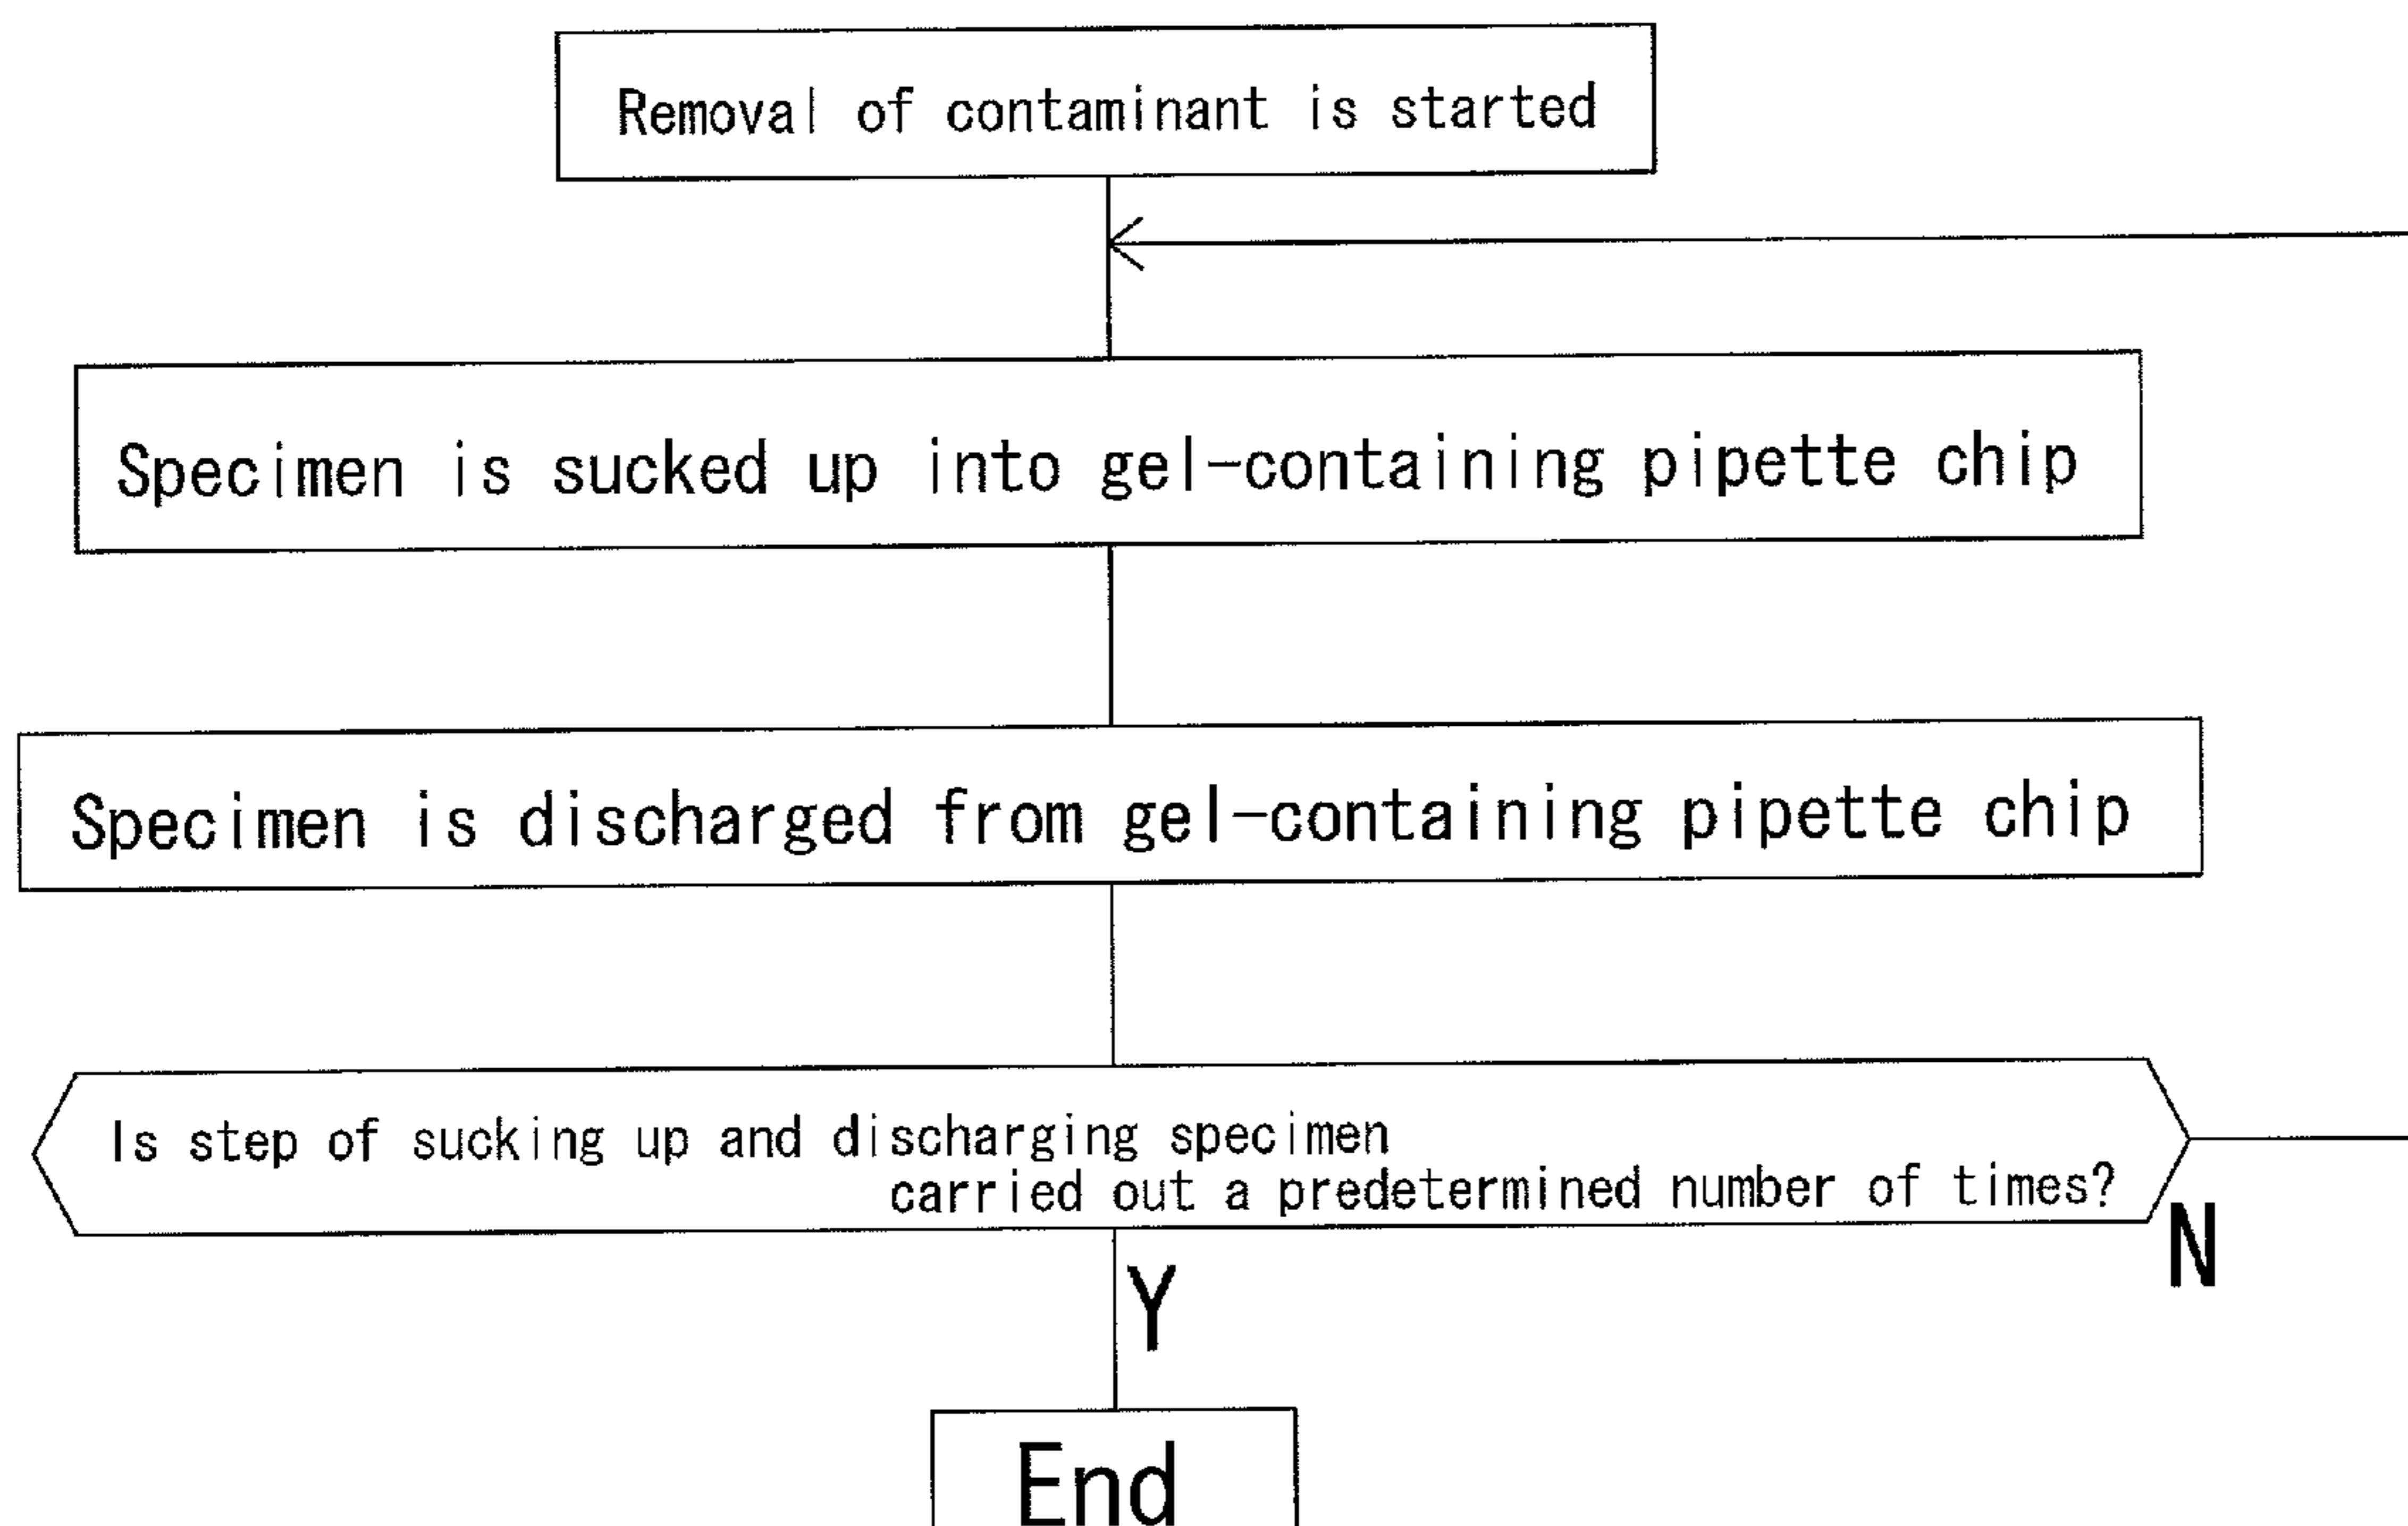 Removal of contaminant is started
Specimen is sucked up into gel-containing pipette chip
Specimen is discharged from gel-containing pipette chip
Is step of sucking up and discharging specimen
carried out a predetermined number of times?
N
Y
End